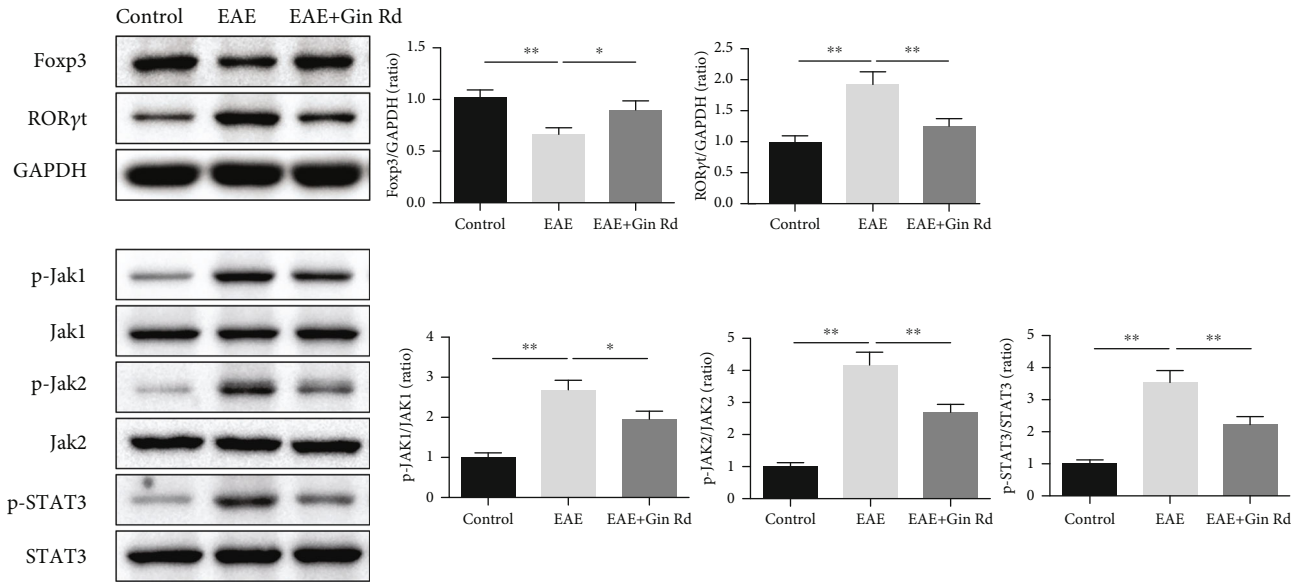 Control EAE EAE+Gin Rd
Foxp3
RORγt
GAPDH
Foxp3/GAPDH (ratio)
1.5
1.0
0.5
0.0
** *
Control EAE EAE+Gin Rd
RORγt/GAPDH (ratio)
2.5
2.0
1.5
1.0
0.5
0.0
** **
Control EAE EAE+Gin Rd
p-Jak1
Jak1
p-Jak2
Jak2
p-STAT3
STAT3
p-JAK1/JAK1 (ratio)
4
3
2
1
0
** *
Control EAE EAE+Gin Rd
p-JAK2/JAK2 (ratio)
5
4
3
2
1
0
** **
Control EAE EAE+Gin Rd
p-STAT3/STAT3 (ratio)
5
4
3
2
1
0
** **
Control EAE EAE+Gin Rd